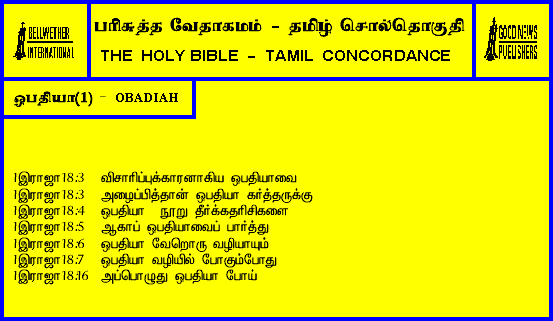 BELLWETHER
INTERNATIONAL
பரிசுத்த வேதாகமம் - தமிழ் சொல்தொகுதி
THE HOLY BIBLE - TAMIL CONCORDANCE
GOOD NEWS
PUBLISHERS
ஒபதியா(1) - OBADIAH
1இராஜா18:3 விசாரிப்புக்காரனாகிய ஒபதியாவை
1இராஜா18:3 அழைப்பித்தான் ஒபதியா கர்த்தருக்கு
1இராஜா18:4 ஒபதியா நூறு தீர்க்கதரிசிகளை
1இராஜா18:5 ஆகாப் ஒபதியாவைப் பார்த்து
1இராஜா18:6 ஒபதியா வேறொரு வழியாயும்
1இராஜா18:7 ஒபதியா வழியில் போகும்போது
1இராஜா18:16 அப்பொழுது ஒபதியா போய்